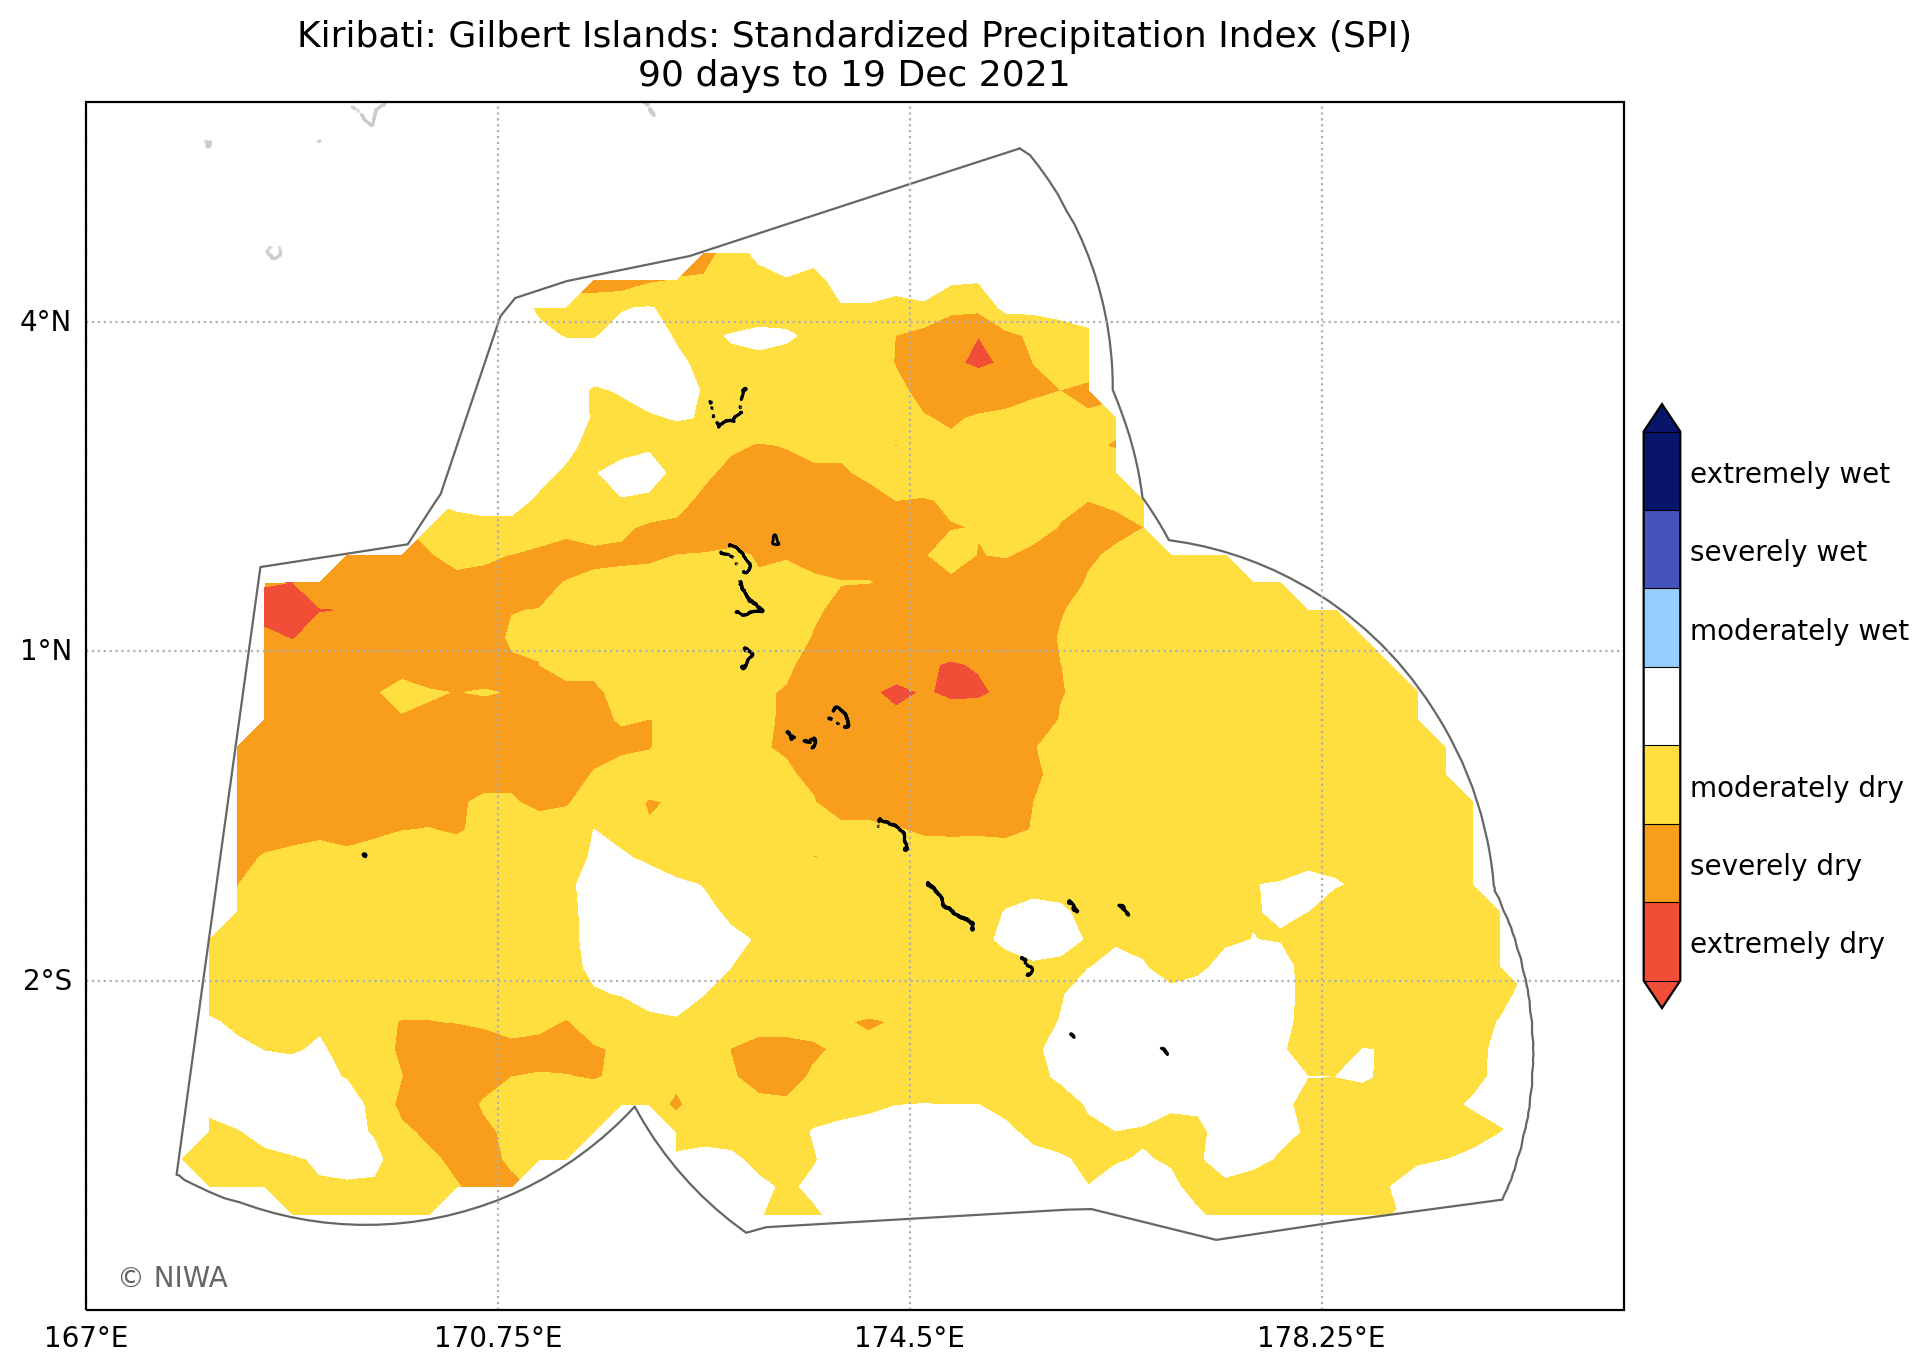 Kiribati: Gilbert Islands: Standardized Precipitation Index (SPI)
90 days to 19 Dec 2021
4°N
1°N
2°S
167°E
170.75°E
174.5°E
178.25°E
extremely wet
severely wet
moderately wet
moderately dry
severely dry
extremely dry
© NIWA